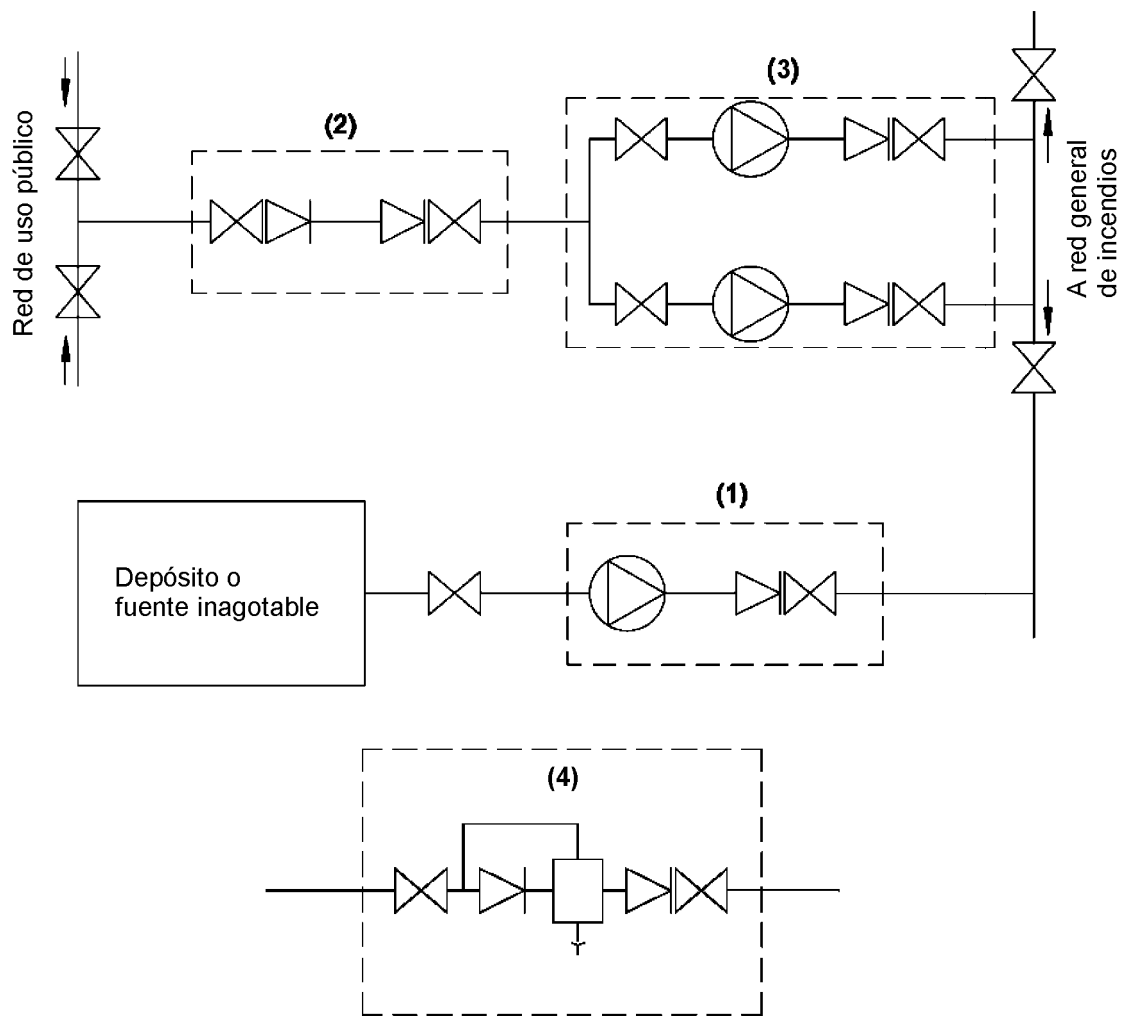 (3)
(2)
Red de uso público
A red general
de incendios
(1)
Depósito o
fuente inagotable
(4)